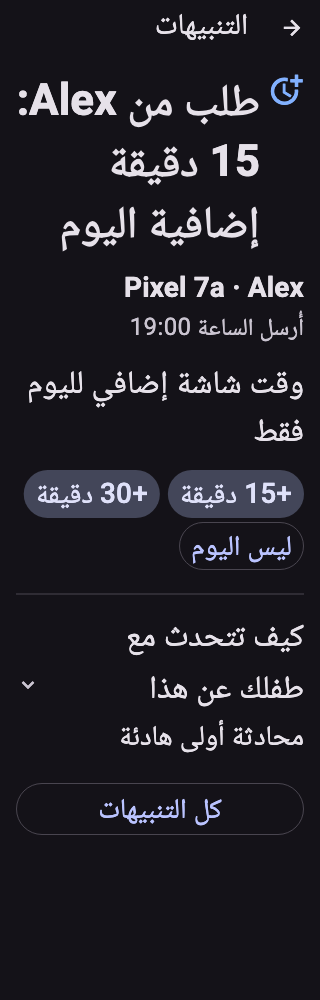 التنبيهات
طلب من Alex:
15 دقيقة
إضافية اليوم
Pixel 7a · Alex
أُرسل الساعة 19:00
وقت شاشة إضافي لليوم
فقط
+15 دقيقة
+30 دقيقة
ليس اليوم
كيف تتحدث مع
طفلك عن هذا
محادثة أولى هادئة
كل التنبيهات